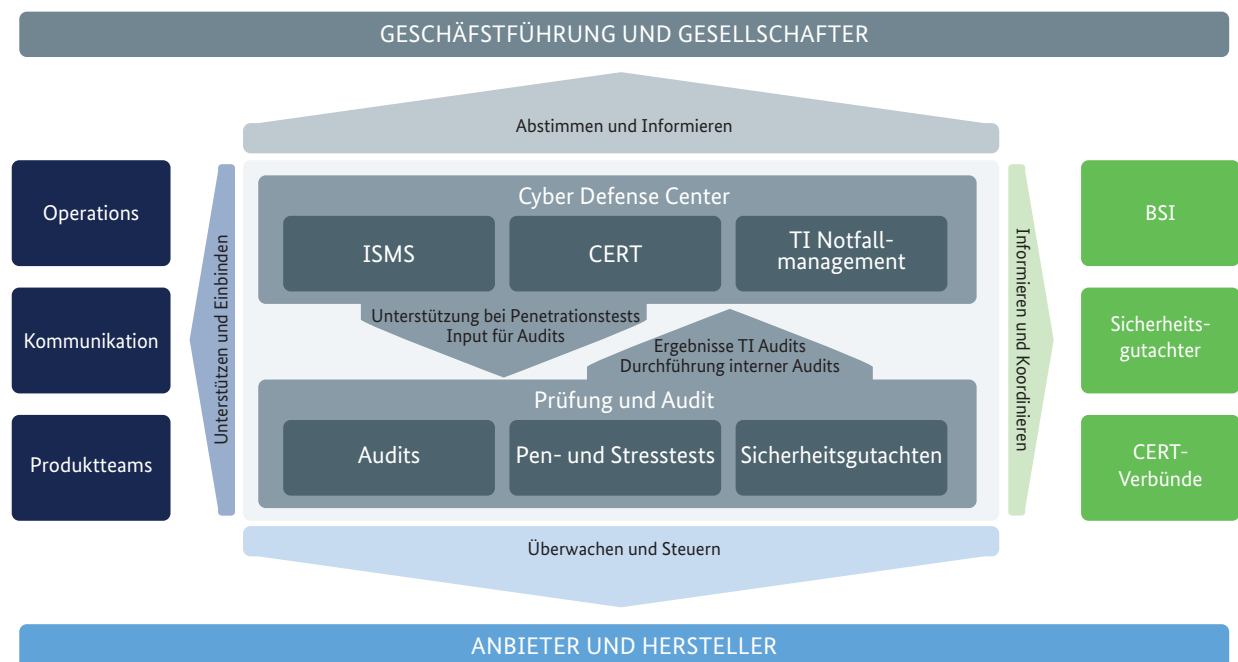 GESCHÄFSTFÜHRUNG UND GESELLSCHAFTER
Abstimmen und Informieren
Operations
Kommunikation
Produktteams
Unterstützen und Einbinden
Cyber Defense Center
ISMS
CERT
TI Notfall-
management
Unterstützung bei Penetrationstests
Input für Audits
Ergebnisse TI Audits
Durchführung interner Audits
Prüfung und Audit
Audits
Pen- und Stresstests
Sicherheitsgutachten
Informieren und Koordinieren
BSI
Sicherheits-
gutachter
CERT-
Verbünde
Überwachen und Steuern
ANBIETER UND HERSTELLER